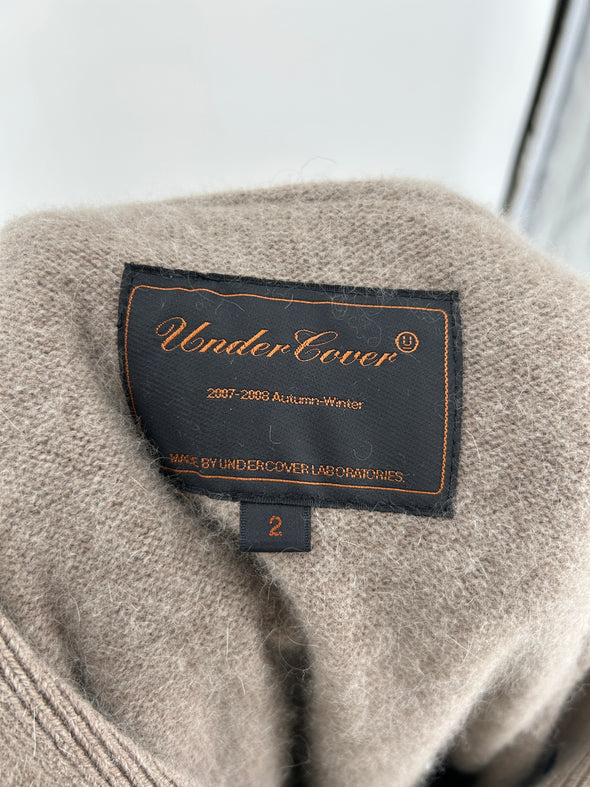 UnderCover U
2007-2008 Autumn-Winter
MADE BY UNDERCOVER LABORATORIES.
2